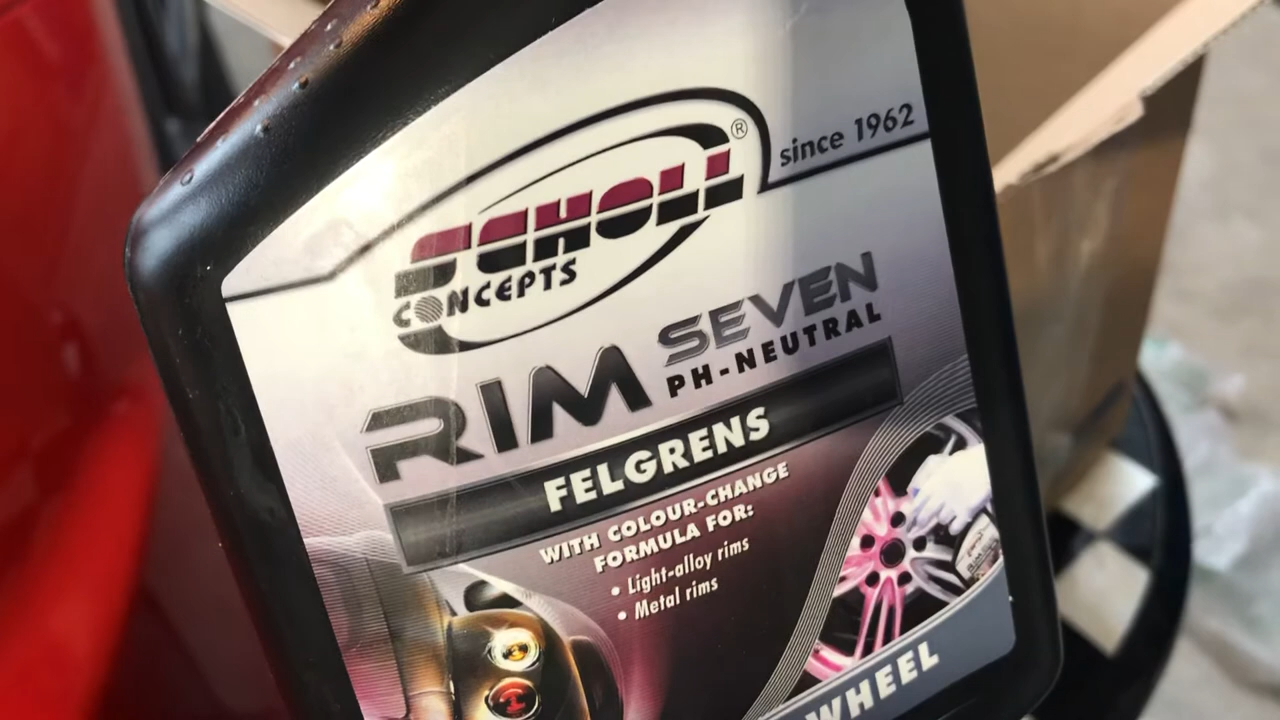 SCHOLL ®
CONCEPTS
since 1962
RIM SEVEN
PH-NEUTRAL
FELGRENS
WITH COLOUR-CHANGE
FORMULA FOR:
• Light-alloy rims
• Metal rims
WHEEL